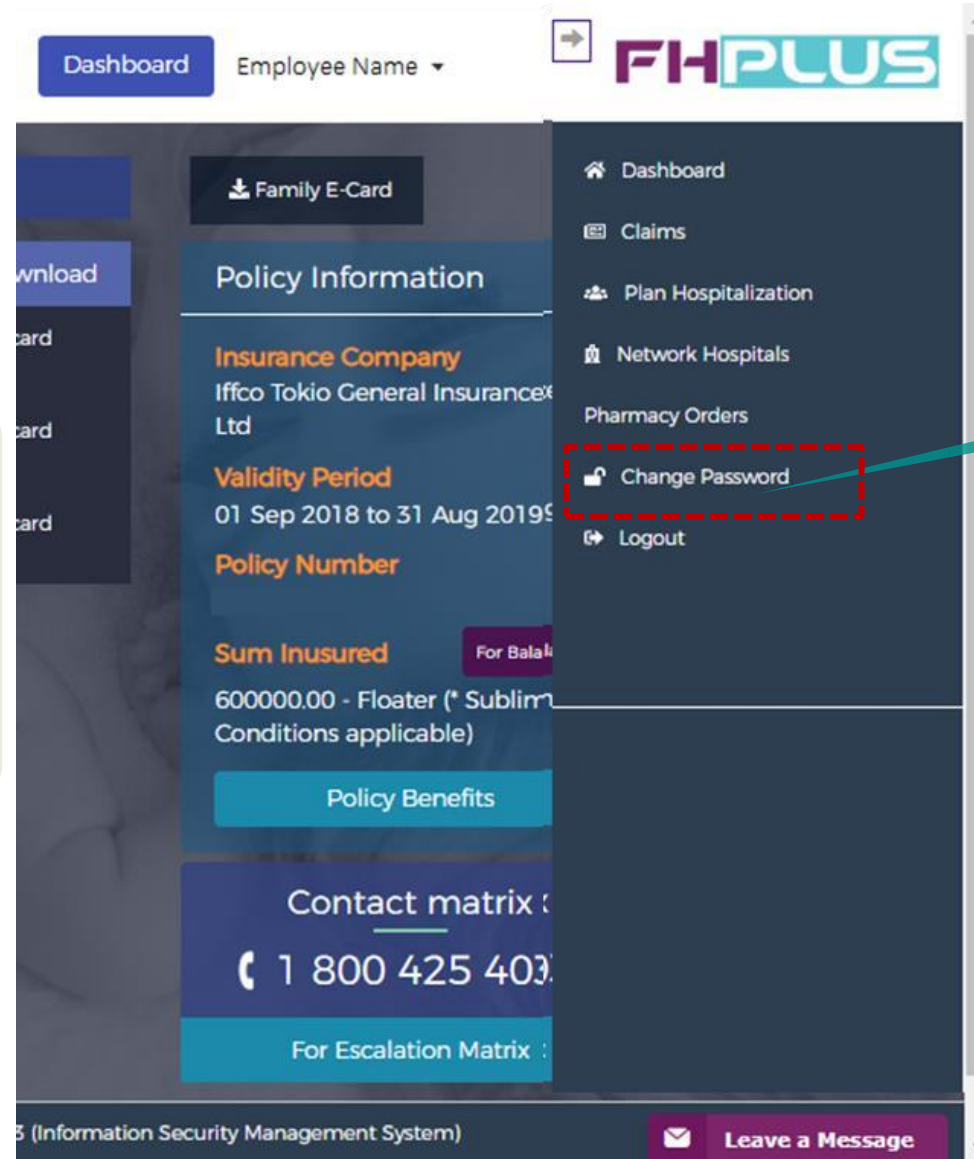 Dashboard
Employee Name
FHPLUS
Family E-Card
Policy Information
Insurance Company
Iffco Tokio General Insurance
Ltd
Validity Period
01 Sep 2018 to 31 Aug 2019
Policy Number
Sum Inusured
For Bala
600000.00 - Floater (* Sublim
Conditions applicable)
Policy Benefits
Contact matrix :
1 800 425 403
For Escalation Matrix :
wnload
card
card
card
Dashboard
Claims
Plan Hospitalization
Network Hospitals
Pharmacy Orders
Change Password
Logout
3 (Information Security Management System)
Leave a Message